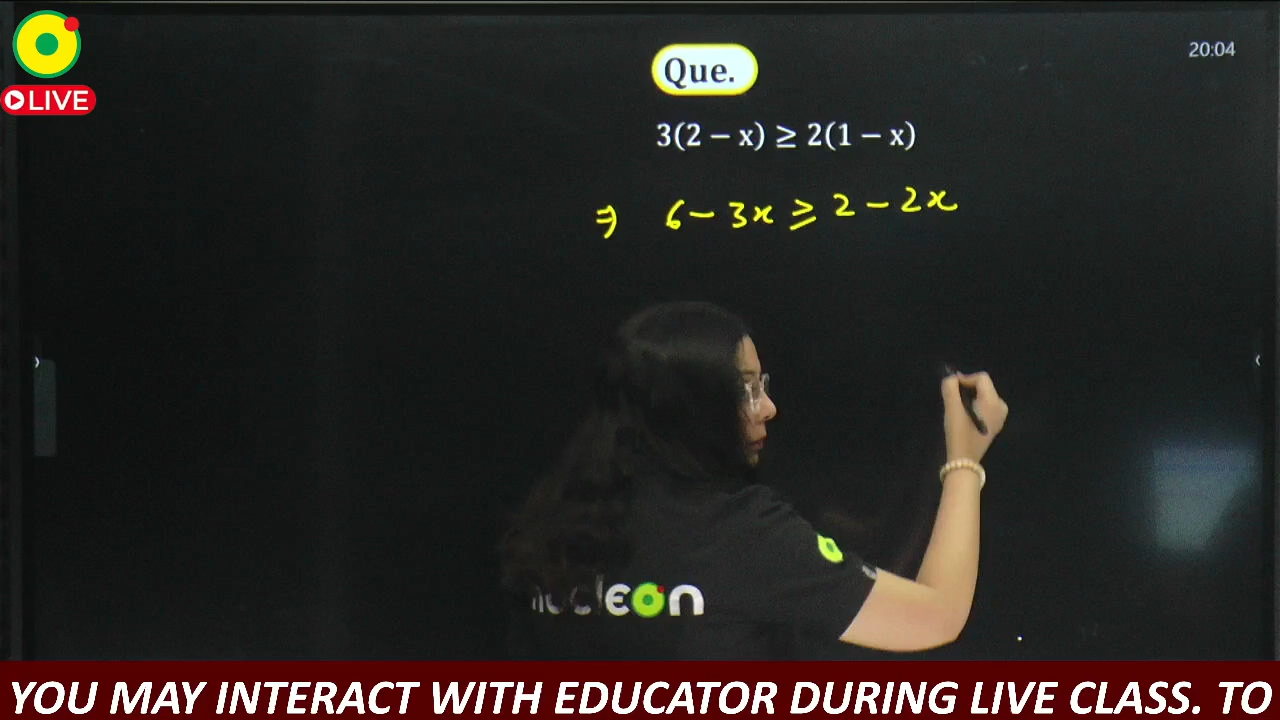 LIVE
20:04
Que.
3(2 − x) ≥ 2(1 − x)
⇒ 6 − 3x ≥ 2 − 2x
nucleon
YOU MAY INTERACT WITH EDUCATOR DURING LIVE CLASS. TO